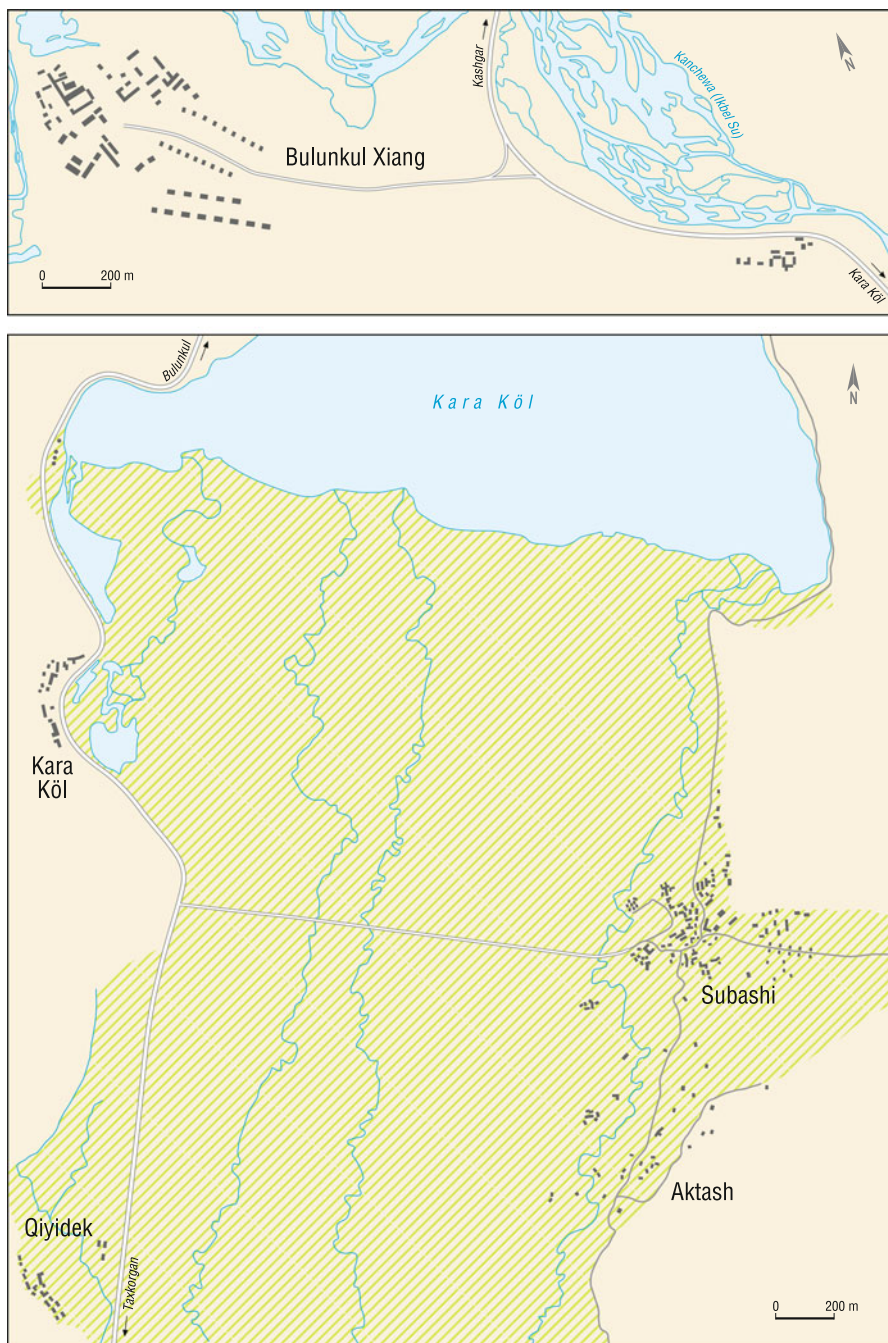 Kashgar
N
Kanchewa (Ikbel Su)
Bulunkul Xiang
0 200 m
Kara Köl
Bulunkul
N
Kara Köl
Kara
Köl
Subashi
Aktash
Qiyidek
Taxkorgan
0 200 m